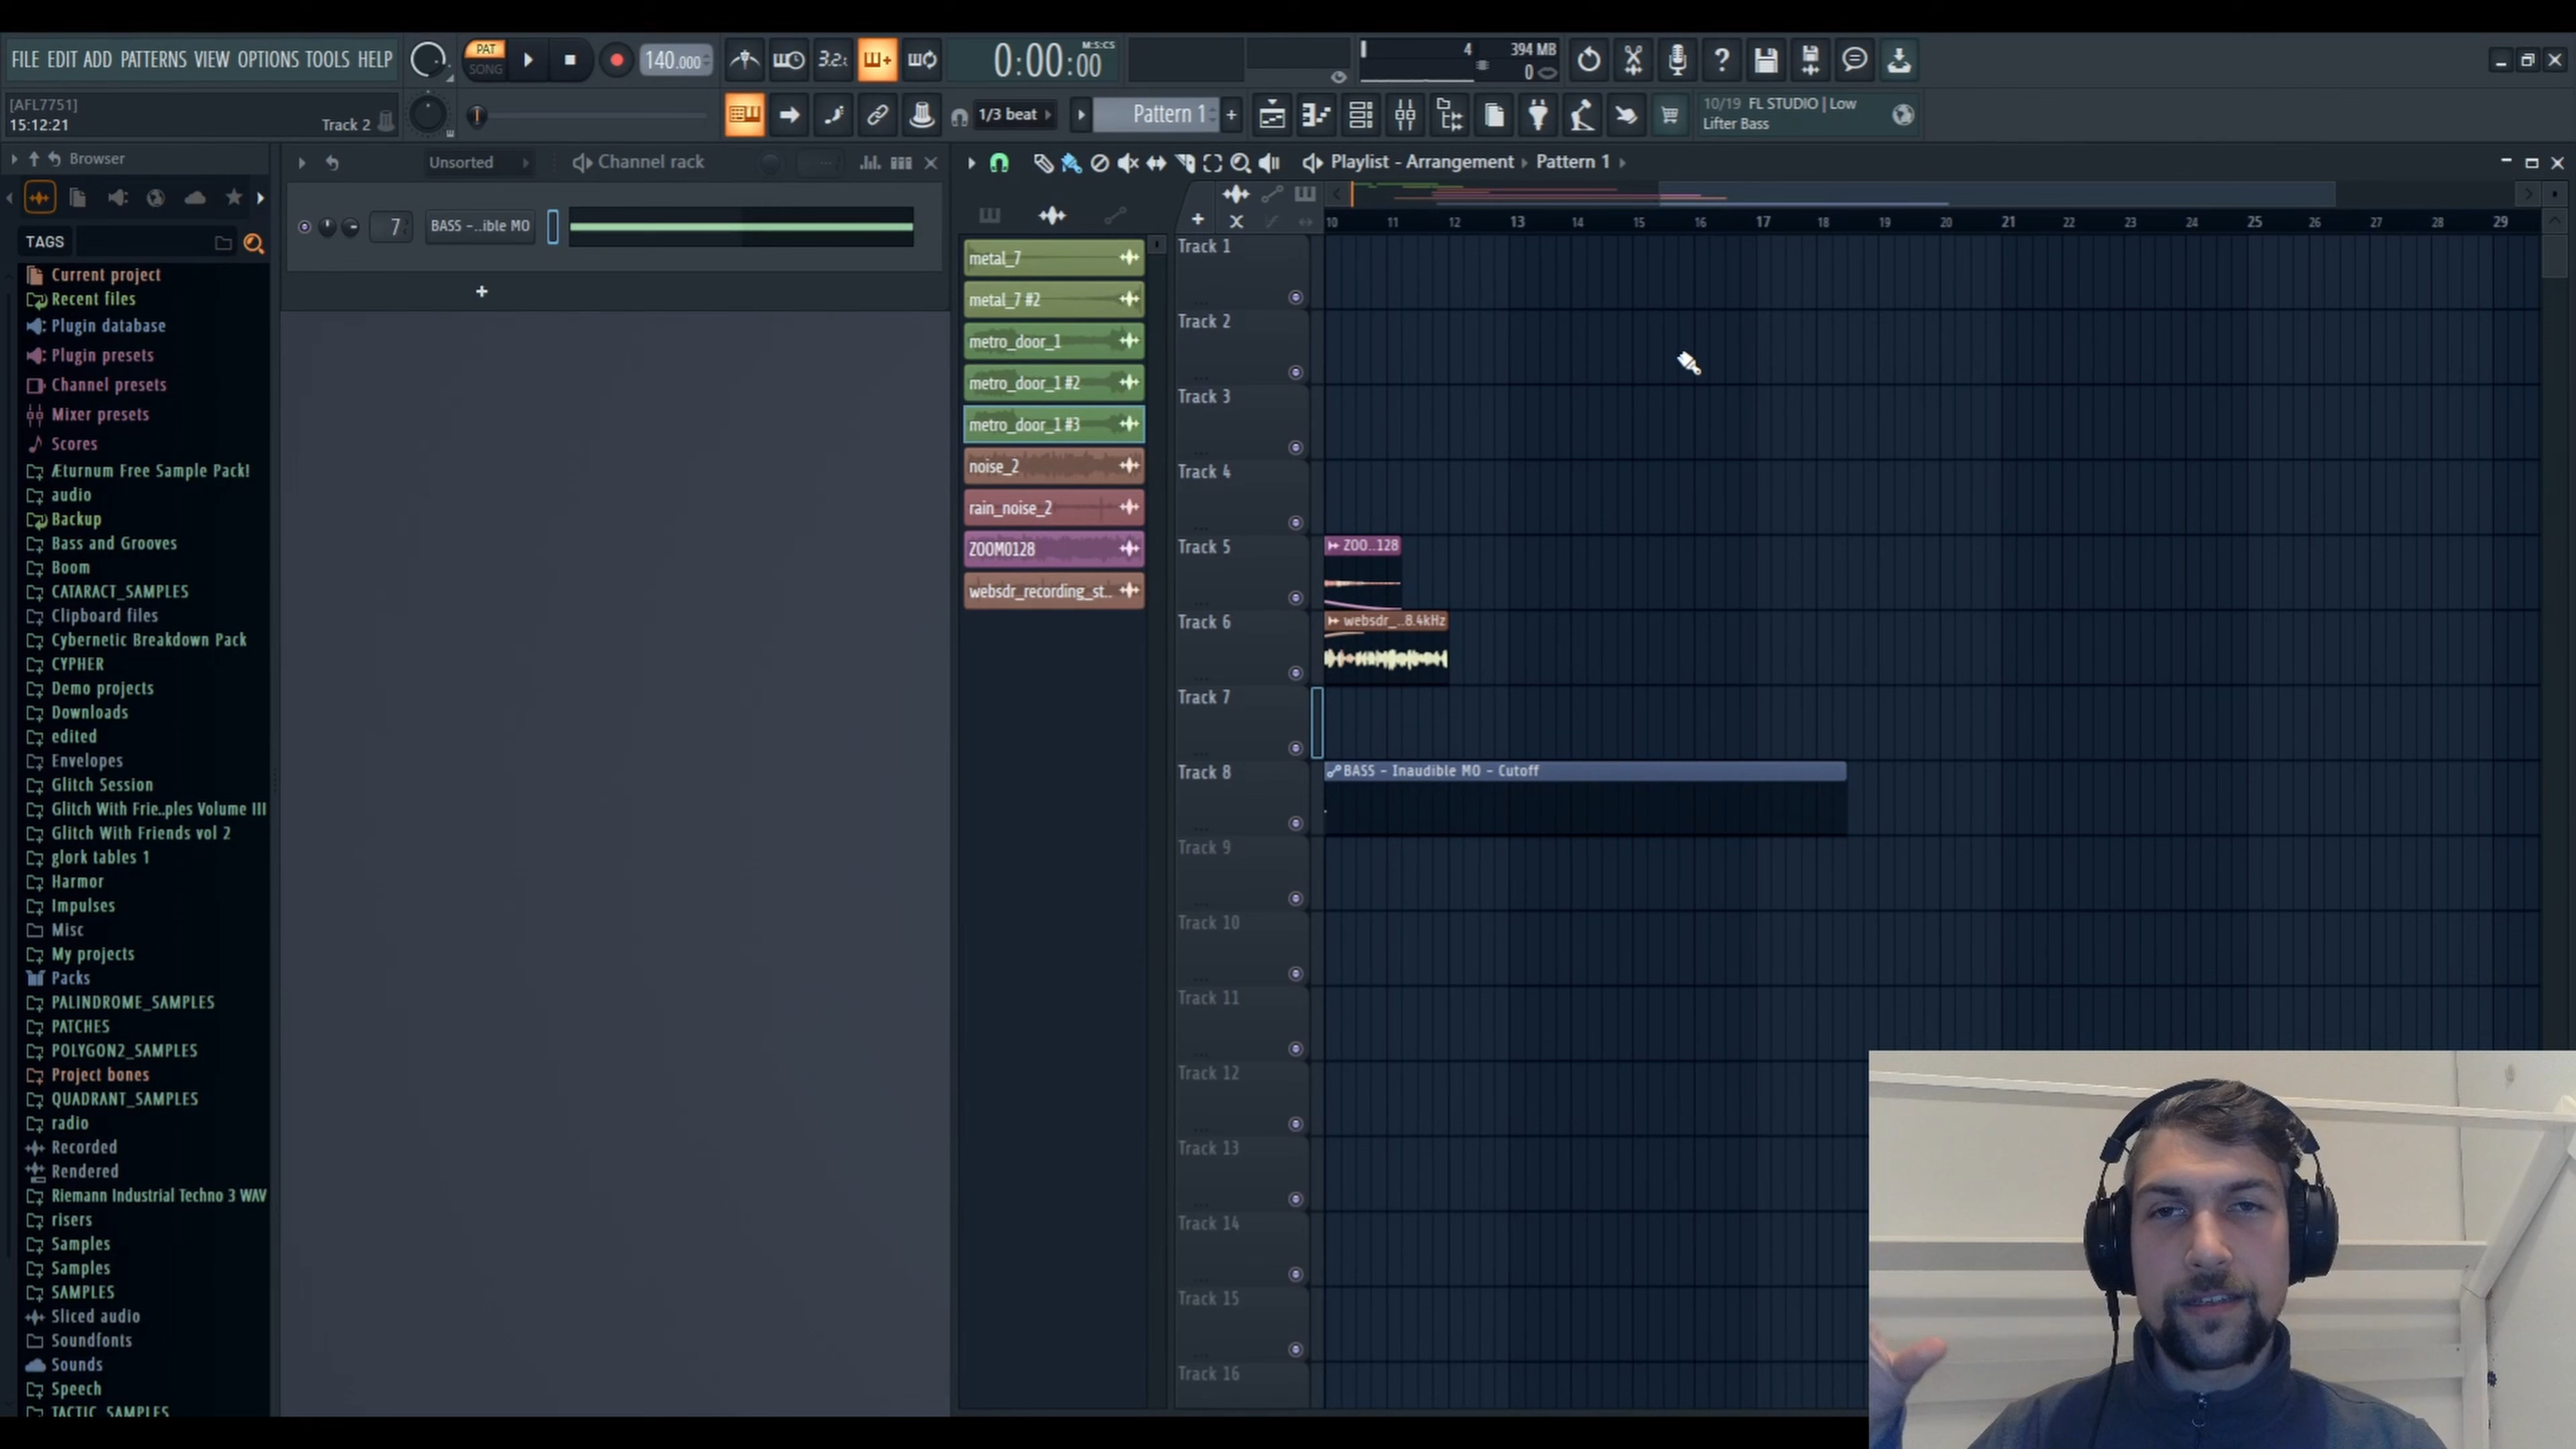 FILE EDIT ADD PATTERNS VIEW OPTIONS TOOLS HELP
PAT
SONG
140.000
3.2.
0:00:00
M:S:CS
4
394 MB
0
[AFL7751]
15:12:21
Track 2
1/3 beat
Pattern 1
10/19 FL STUDIO | Low
Lifter Bass
Browser
Unsorted
Channel rack
Playlist - Arrangement
Pattern 1
TAGS
7
BASS -..ible MO
10 11 12 13 14 15 16 17 18 19 20 21 22 23 24 25 26 27 28 29
Current project
Recent files
Plugin database
Plugin presets
Channel presets
Mixer presets
Scores
Æturnum Free Sample Pack!
audio
Backup
Bass and Grooves
Boom
CATARACT_SAMPLES
Clipboard files
Cybernetic Breakdown Pack
CYPHER
Demo projects
Downloads
edited
Envelopes
Glitch Session
Glitch With Frie..ples Volume III
Glitch With Friends vol 2
glork tables 1
Harmor
Impulses
Misc
My projects
Packs
PALINDROME_SAMPLES
PATCHES
POLYGON2_SAMPLES
Project bones
QUADRANT_SAMPLES
radio
Recorded
Rendered
Riemann Industrial Techno 3 WAV
risers
Samples
Samples
SAMPLES
Sliced audio
Soundfonts
Sounds
Speech
TACTIC_SAMPLES
metal_7
metal_7 #2
metro_door_1
metro_door_1 #2
metro_door_1 #3
noise_2
rain_noise_2
ZOOM0128
websdr_recording_st..
Track 1
Track 2
Track 3
Track 4
Track 5
ZOO..128
Track 6
websdr_..8.4kHz
Track 7
Track 8
BASS - Inaudible MO - Cutoff
Track 9
Track 10
Track 11
Track 12
Track 13
Track 14
Track 15
Track 16